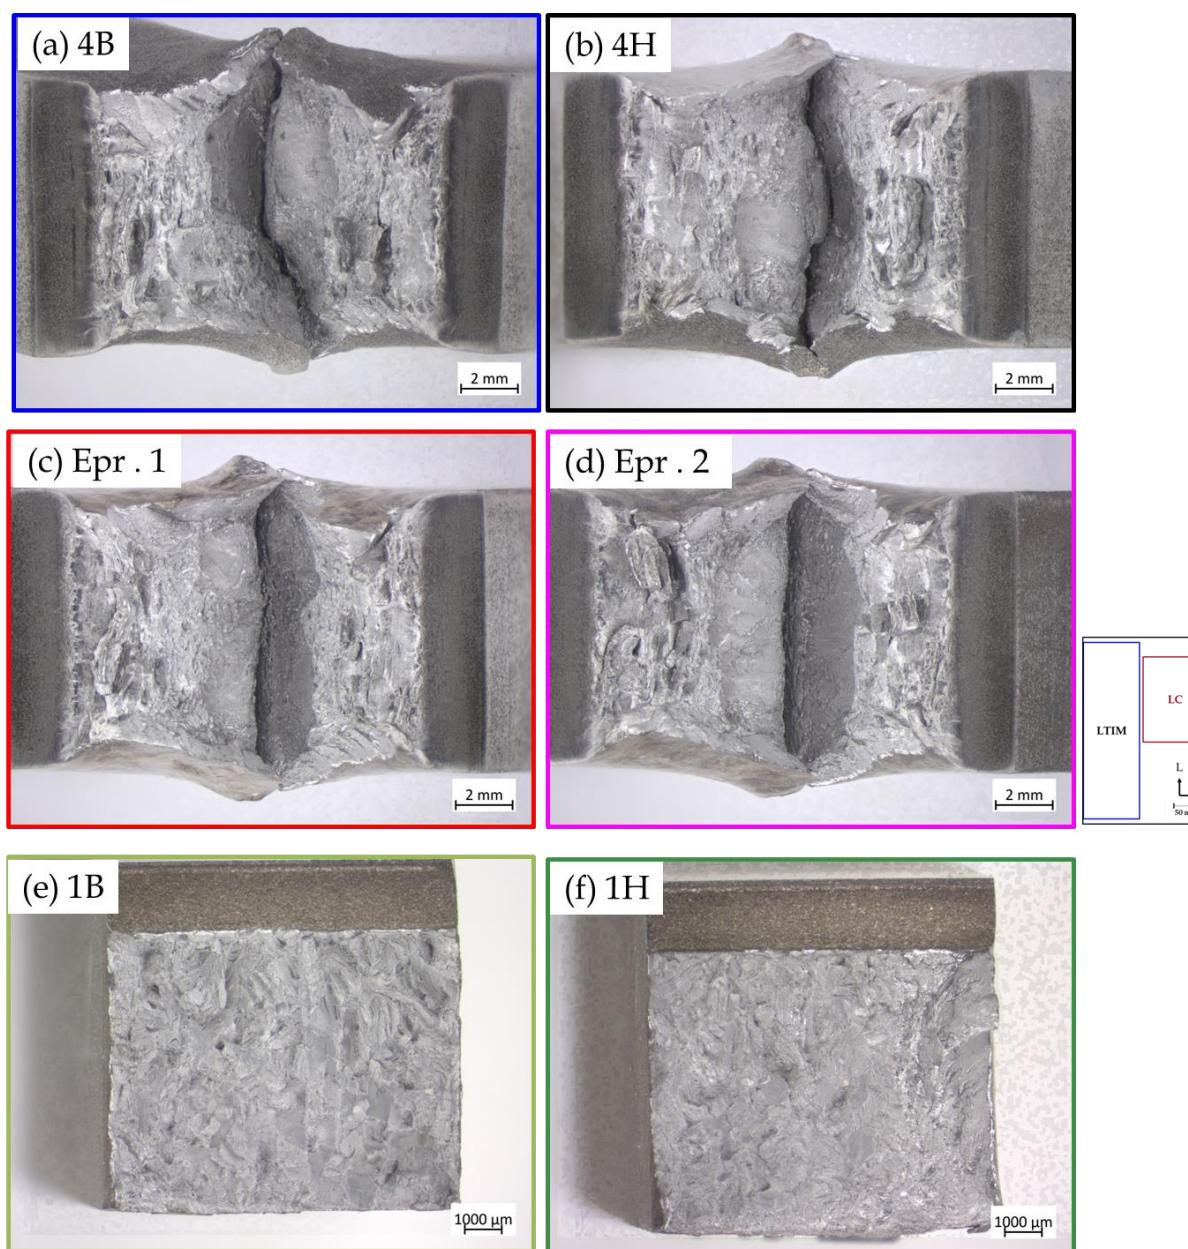 (a) 4B
(b) 4H
2 mm
2 mm
(c) Epr . 1
(d) Epr . 2
2 mm
2 mm
LTIM
LC
L
(e) 1B
(f) 1H
1000 µm
1000 µm